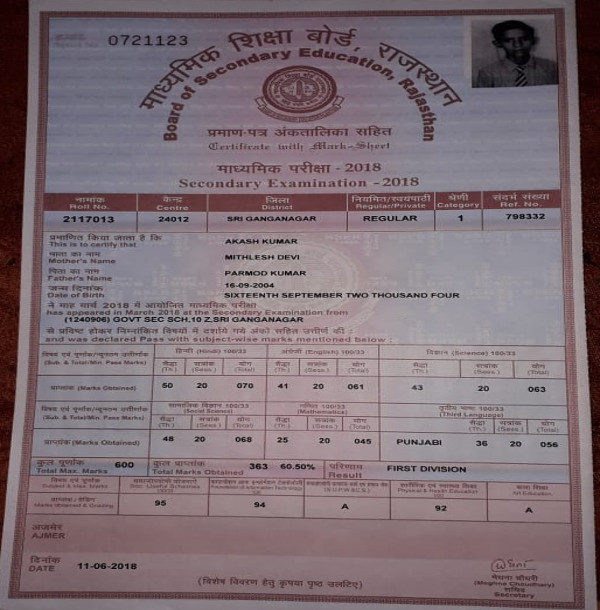 0721123
माध्यमिक शिक्षा बोर्ड, राजस्थान
Board of Secondary Education, Rajasthan
प्रमाण-पत्र अंकतालिका सहित
Certificate with Mark-Sheet
माध्यमिक परीक्षा - 2018
Secondary Examination - 2018
नामांक केन्द्र जिला नियमित/स्वयंपाठी श्रेणी संदर्भ संख्या
Roll No. Centre District Regular/Private Category Ref. No.
2117013 24012 SRI GANGANAGAR REGULAR 1 798332
प्रमाणित किया जाता है कि
This is to certify that AKASH KUMAR
माता का नाम
Mother's Name MITHLESH DEVI
पिता का नाम
Father's Name PARMOD KUMAR
जन्म दिनांक 16-09-2004
Date of Birth SIXTEENTH SEPTEMBER TWO THOUSAND FOUR
ने माह मार्च 2018 में आयोजित माध्यमिक परीक्षा
has appeared in March 2018 at the Secondary Examination from
(1240906) GOVT SEC SCH,10 Z,SRI GANGANAGAR
से प्रविष्ट होकर निम्नांकित विषयों में दर्शाये गये अंको सहित उत्तीर्ण की :
and was declared Pass with subject-wise marks mentioned below :
विषय एवं पूर्णांक/न्यूनतम उत्तीर्णांक हिन्दी (Hindi) 100/33 अंग्रेजी (English) 100/33 विज्ञान (Science) 100/33
(Sub. & Total/Min. Pass Marks) सैद्धा सत्रांक योग सैद्धा सत्रांक योग सैद्धा सत्रांक योग
(Th.) (Sess.) (Total) (Th.) (Sess.) (Total) (Th.) (Sess.) (Total)
प्राप्तांक (Marks Obtained) 50 20 070 41 20 061 43 20 063
विषय एवं पूर्णांक/न्यूनतम उत्तीर्णांक सामाजिक विज्ञान 100/33 गणित 100/33 तृतीय भाषा 100/33
(Sub. & Total/Min. Pass Marks) (Social Science) (Mathematics) (Third Language)
सैद्धा सत्रांक योग सैद्धा सत्रांक योग सैद्धा सत्रांक योग
(Th.) (Sess.) (Total) (Th.) (Sess.) (Total) (Th.) (Sess.) (Total)
प्राप्तांक (Marks Obtained) 48 20 068 25 20 045 PUNJABI 36 20 056
कुल पूर्णांक 600 कुल प्राप्तांक 363 60.50% परिणाम FIRST DIVISION
Total Max. Marks Total Marks Obtained Result
विषय एवं पूर्णांक
Subject & Max. Marks Foundation of Information Technology Physical & Health Education Art Education
Marks obtained & Grading 95 94 A 92 A
अजमेर
AJMER
दिनांक
DATE 11-06-2018
(Meghna Choudhary)
सचिव
Secretary
(विशेष विवरण हेतु कृपया पृष्ठ उलटिए)